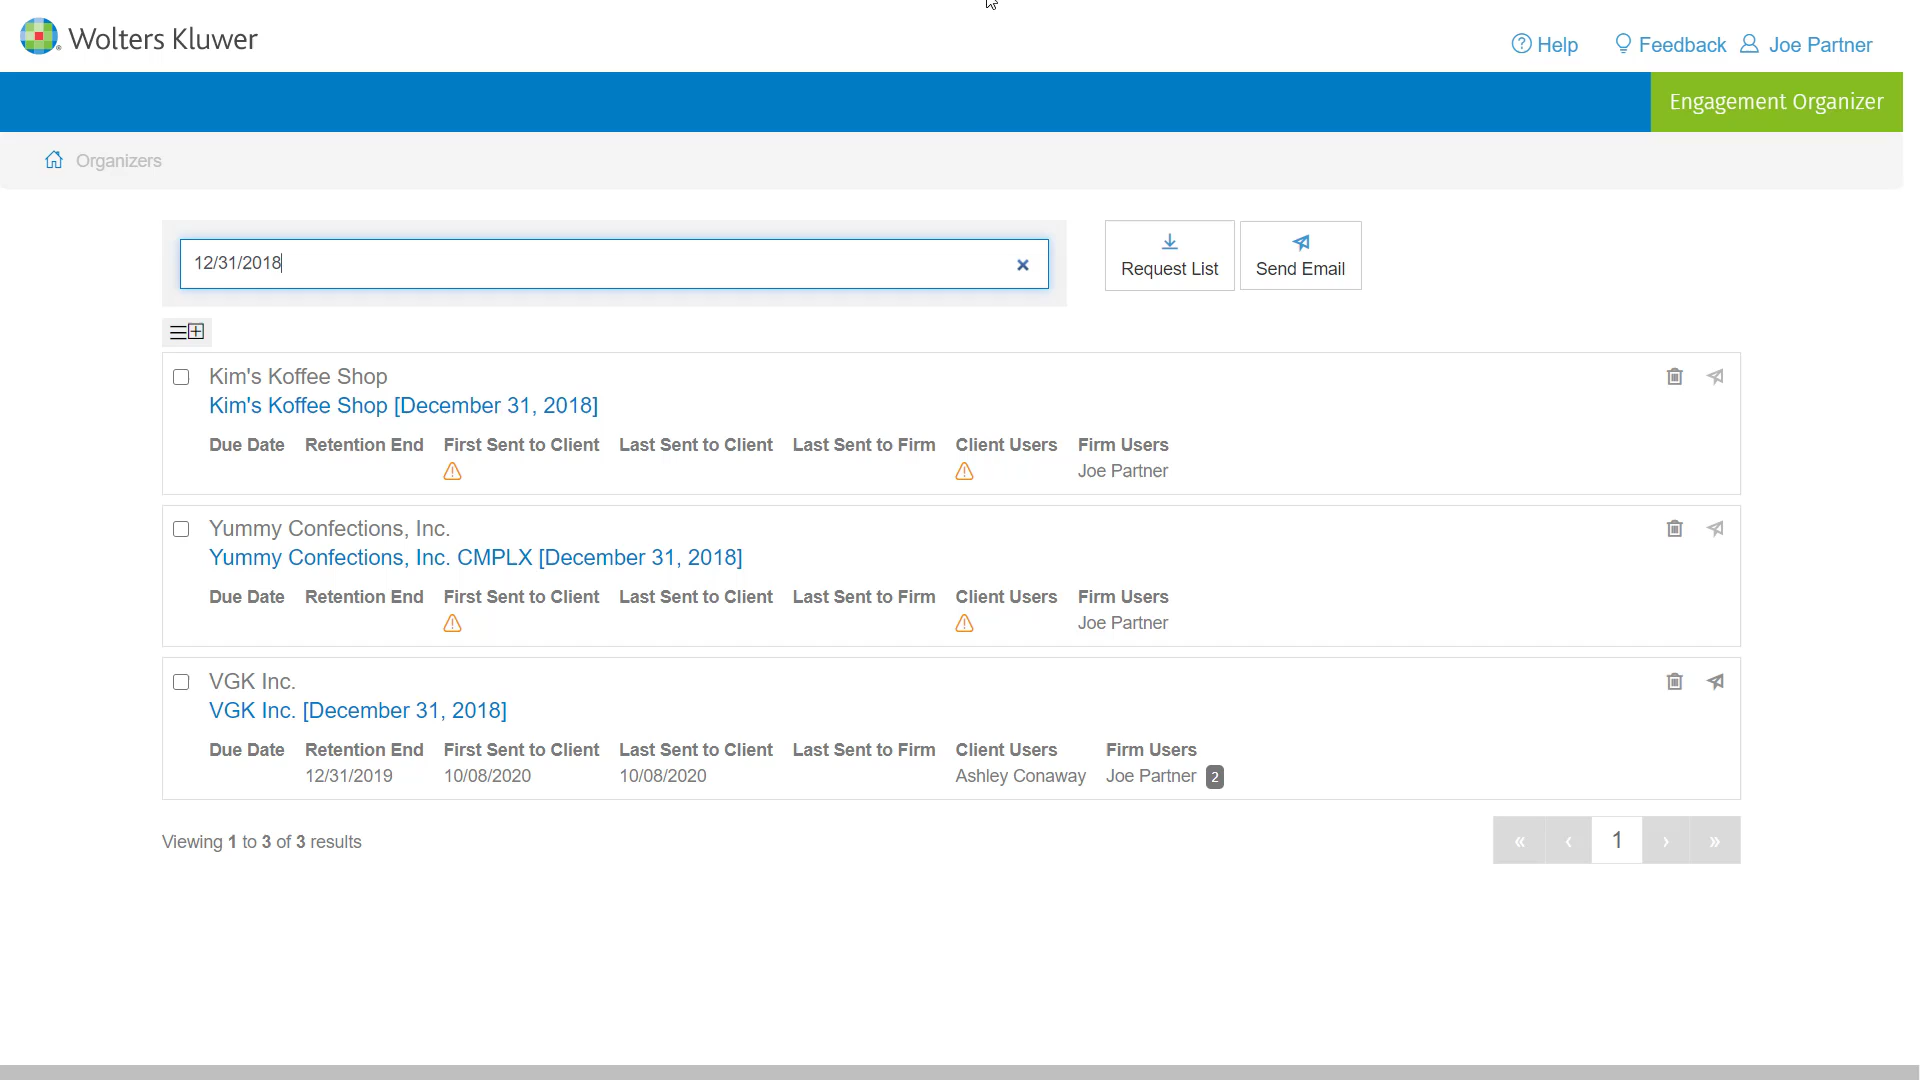 Wolters Kluwer
Help Feedback Joe Partner
Engagement Organizer
Organizers
12/31/2018
Request List Send Email
Kim's Koffee Shop
Kim's Koffee Shop [December 31, 2018]
Due Date Retention End First Sent to Client Last Sent to Client Last Sent to Firm Client Users Firm Users
Joe Partner
Yummy Confections, Inc.
Yummy Confections, Inc. CMPLX [December 31, 2018]
Due Date Retention End First Sent to Client Last Sent to Client Last Sent to Firm Client Users Firm Users
Joe Partner
VGK Inc.
VGK Inc. [December 31, 2018]
Due Date Retention End First Sent to Client Last Sent to Client Last Sent to Firm Client Users Firm Users
12/31/2019 10/08/2020 10/08/2020 Ashley Conaway Joe Partner 2
Viewing 1 to 3 of 3 results
« ‹ 1 › »